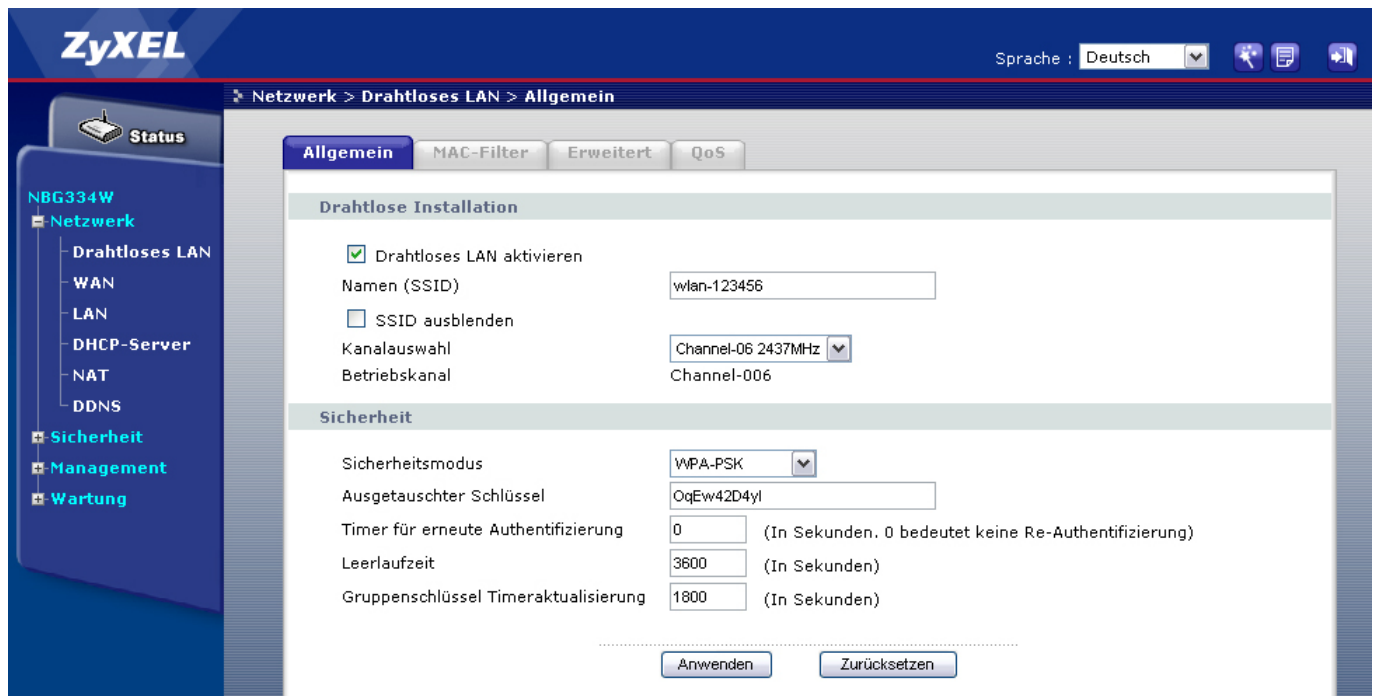 ZyXEL
Sprache : Deutsch
Netzwerk > Drahtloses LAN > Allgemein
Status
NBG334W
Netzwerk
Drahtloses LAN
WAN
LAN
DHCP-Server
NAT
DDNS
Sicherheit
Management
Wartung
Allgemein MAC-Filter Erweitert QoS
Drahtlose Installation
Drahtloses LAN aktivieren
Namen (SSID) wlan-123456
SSID ausblenden
Kanalauswahl Channel-06 2437MHz
Betriebskanal Channel-006
Sicherheit
Sicherheitsmodus WPA-PSK
Ausgetauschter Schlüssel OqEw42D4yI
Timer für erneute Authentifizierung 0 (In Sekunden. 0 bedeutet keine Re-Authentifizierung)
Leerlaufzeit 3600 (In Sekunden)
Gruppenschlüssel Timeraktualisierung 1800 (In Sekunden)
Anwenden Zurücksetzen